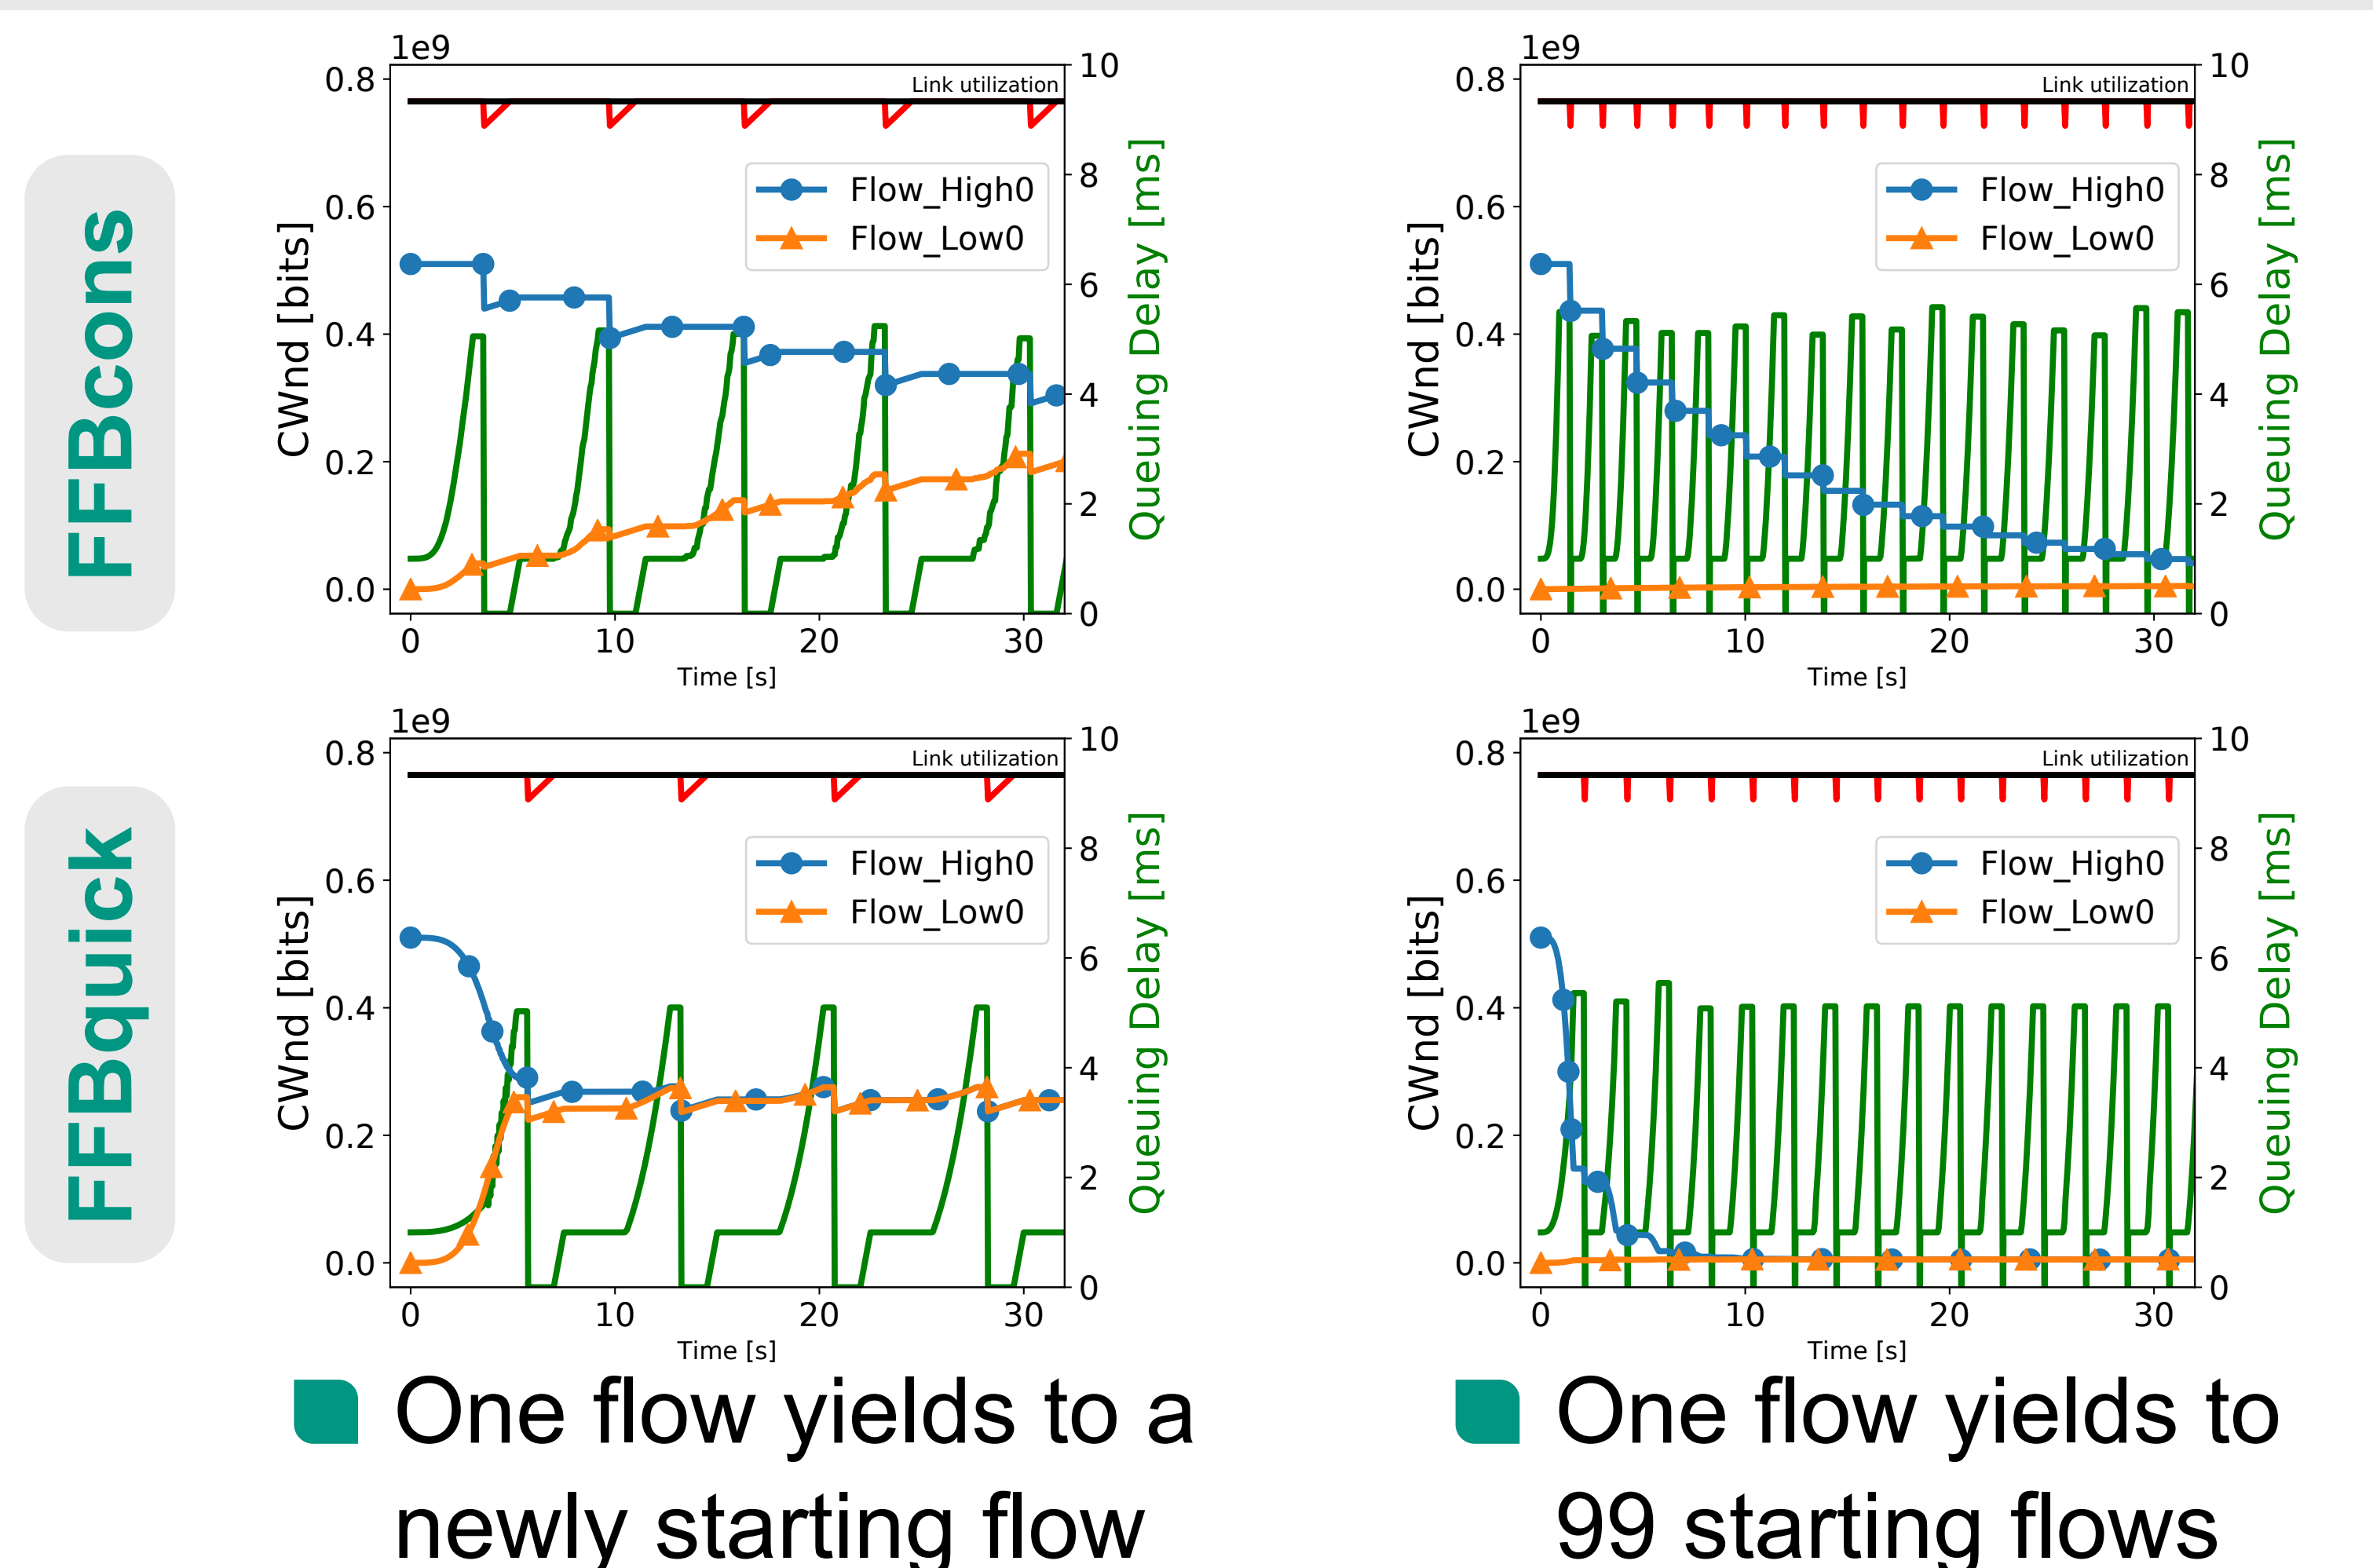 FFBcons
1e9
0.8
0.6
0.4
0.2
0.0
CWnd [bits]
Link utilization
Flow_High0
Flow_Low0
10
8
6
4
2
0
Queuing Delay [ms]
0 10 20 30
Time [s]
1e9
0.8
0.6
0.4
0.2
0.0
CWnd [bits]
Link utilization
Flow_High0
Flow_Low0
10
8
6
4
2
0
Queuing Delay [ms]
0 10 20 30
Time [s]
FFBquick
1e9
0.8
0.6
0.4
0.2
0.0
CWnd [bits]
Link utilization
Flow_High0
Flow_Low0
10
8
6
4
2
0
Queuing Delay [ms]
0 10 20 30
Time [s]
1e9
0.8
0.6
0.4
0.2
0.0
CWnd [bits]
Link utilization
Flow_High0
Flow_Low0
10
8
6
4
2
0
Queuing Delay [ms]
0 10 20 30
Time [s]
One flow yields to a
newly starting flow
One flow yields to
99 starting flows